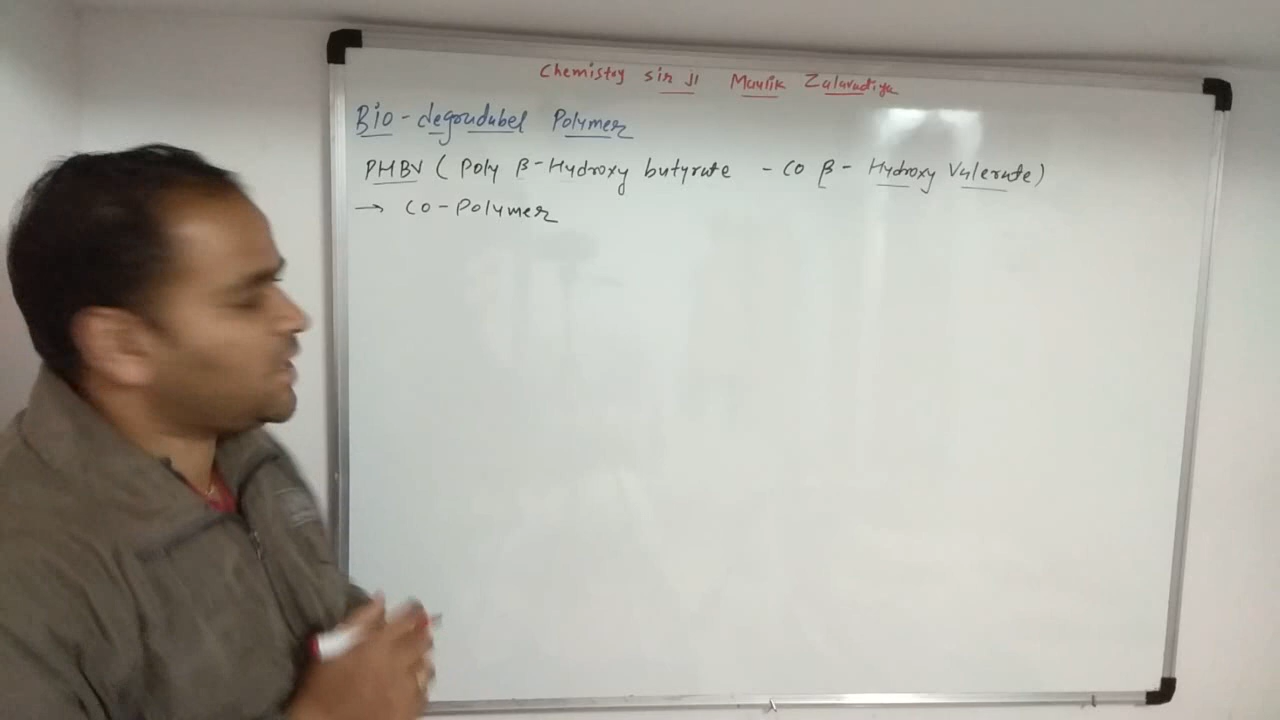 Chemistry sir ji Maulik Zalavadiya
Bio-degradabel Polymer
PHBV ( Poly β-Hydroxy butyrate - co β - Hydroxy Valerate)
→ co-Polymer